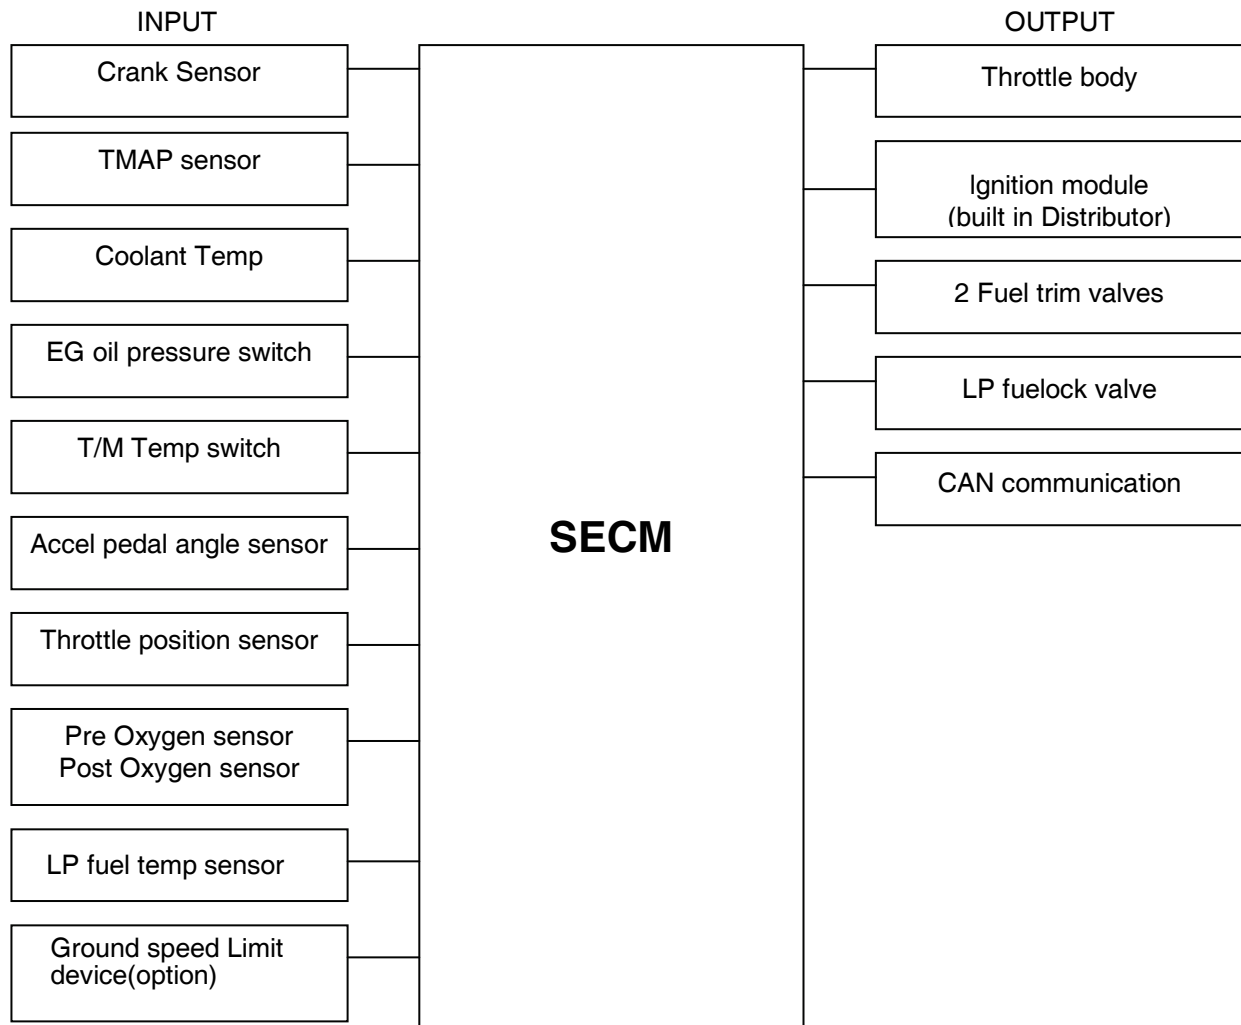 INPUT
OUTPUT
Crank Sensor
TMAP sensor
Coolant Temp
EG oil pressure switch
T/M Temp switch
Accel pedal angle sensor
Throttle position sensor
Pre Oxygen sensor
Post Oxygen sensor
LP fuel temp sensor
Ground speed Limit
device(option)
SECM
Throttle body
Ignition module
(built in Distributor)
2 Fuel trim valves
LP fuelock valve
CAN communication